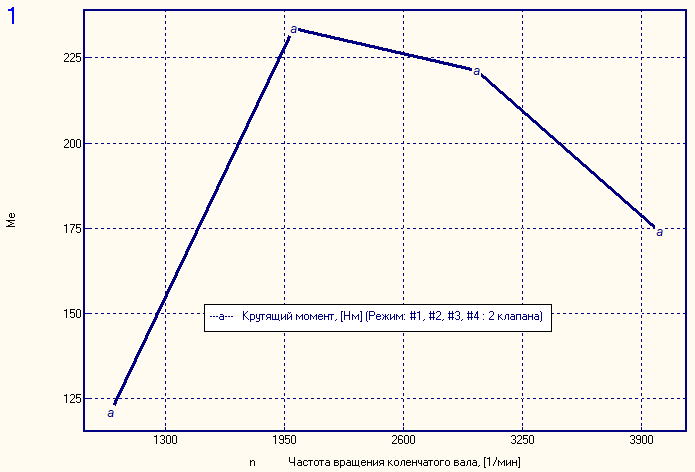 1
a
225
a
200
Me
175
a
150
---a--- Крутящий момент, [Нм] (Режим: #1, #2, #3, #4 : 2 клапана)
125
a
1300 1950 2600 3250 3900
n Частота вращения коленчатого вала, [1/мин]